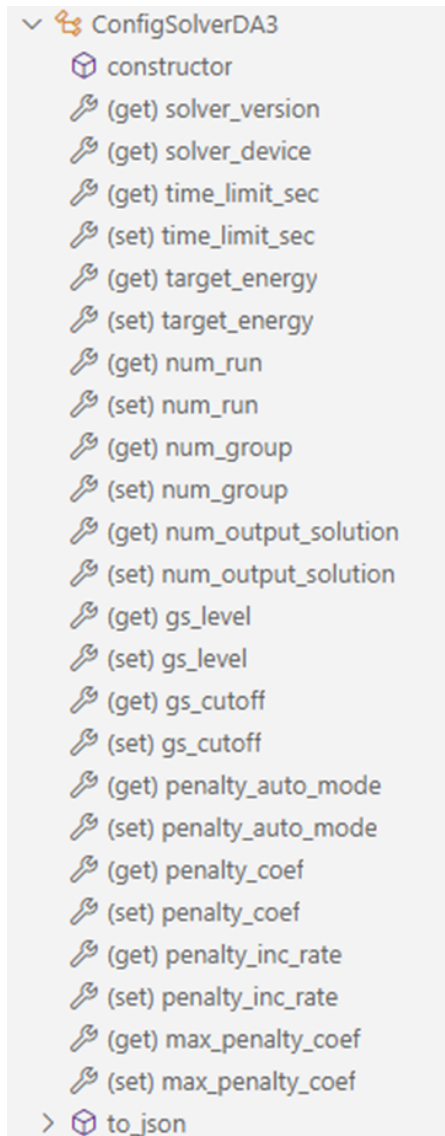 ConfigSolverDA3
constructor
(get) solver_version
(get) solver_device
(get) time_limit_sec
(set) time_limit_sec
(get) target_energy
(set) target_energy
(get) num_run
(set) num_run
(get) num_group
(set) num_group
(get) num_output_solution
(set) num_output_solution
(get) gs_level
(set) gs_level
(get) gs_cutoff
(set) gs_cutoff
(get) penalty_auto_mode
(set) penalty_auto_mode
(get) penalty_coef
(set) penalty_coef
(get) penalty_inc_rate
(set) penalty_inc_rate
(get) max_penalty_coef
(set) max_penalty_coef
to_json